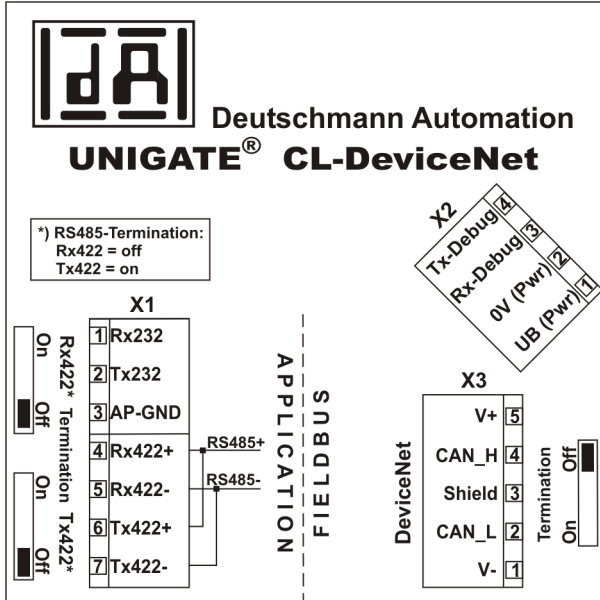 dA
Deutschmann Automation
UNIGATE® CL-DeviceNet
*) RS485-Termination:
Rx422 = off
Tx422 = on
X2
Tx-Debug 4
Rx-Debug 3
0V (Pwr) 2
UB (Pwr) 1
X1
1 Rx232
2 Tx232
3 AP-GND
4 Rx422+
5 Rx422-
6 Tx422+
7 Tx422-
RS485+
RS485-
On Off
Rx422* Termination Tx422*
On Off
APPLICATION
FIELDBUS
X3
V+ 5
CAN_H 4
Shield 3
CAN_L 2
V- 1
DeviceNet
Termination
On Off